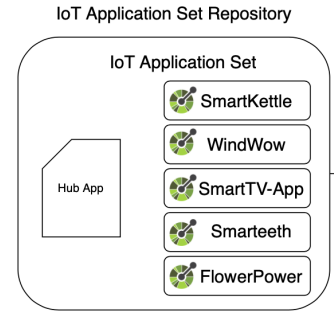 IoT Application Set Repository
IoT Application Set
SmartKettle
WindWow
Hub App
SmartTV-App
Smarteeth
FlowerPower